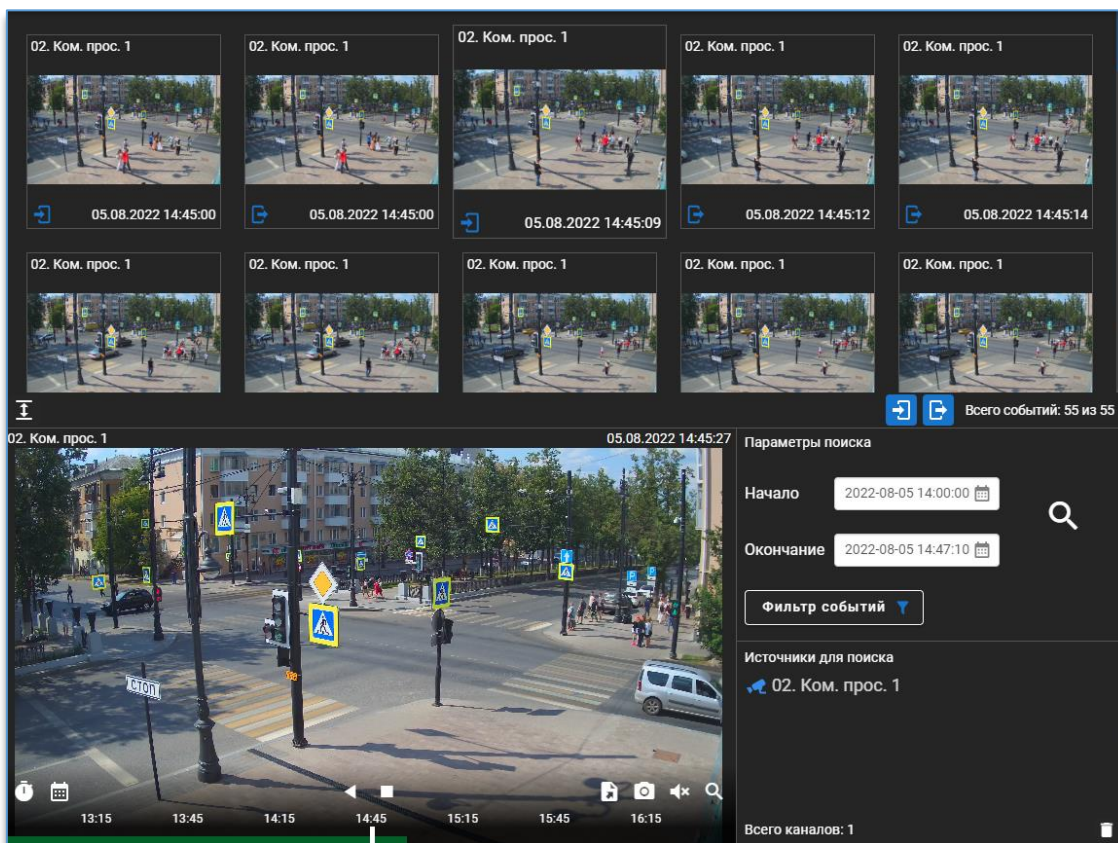 02. Ком. прос. 1
02. Ком. прос. 1
02. Ком. прос. 1
02. Ком. прос. 1
02. Ком. прос. 1
05.08.2022 14:45:00
05.08.2022 14:45:00
05.08.2022 14:45:09
05.08.2022 14:45:12
05.08.2022 14:45:14
02. Ком. прос. 1
02. Ком. прос. 1
02. Ком. прос. 1
02. Ком. прос. 1
02. Ком. прос. 1
Всего событий: 55 из 55
02. Ком. прос. 1
05.08.2022 14:45:27
СТОП
P
P
13:15
13:45
14:15
14:45
15:15
15:45
16:15
Параметры поиска
Начало
2022-08-05 14:00:00
Окончание
2022-08-05 14:47:10
Фильтр событий
Источники для поиска
02. Ком. прос. 1
Всего каналов: 1